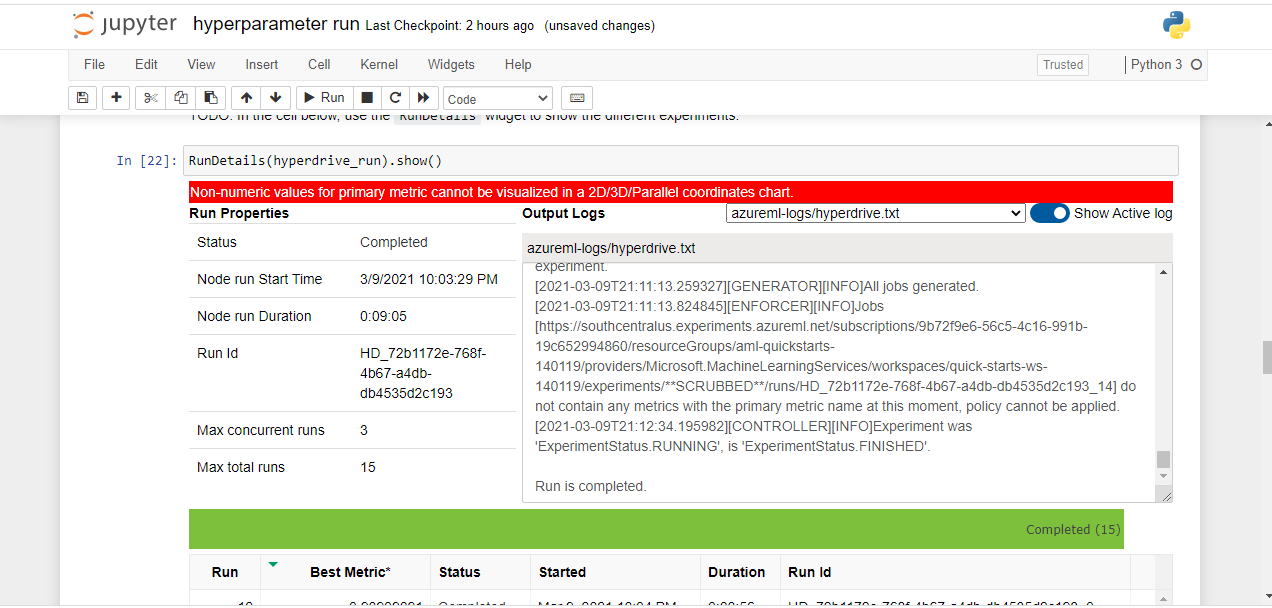 jupyter hyperparameter run Last Checkpoint: 2 hours ago (unsaved changes)
File Edit View Insert Cell Kernel Widgets Help Trusted Python 3
Run Code
TODO: In the cell below, use the RunDetails widget to show the different experiments.
In [22]: RunDetails(hyperdrive_run).show()
Non-numeric values for primary metric cannot be visualized in a 2D/3D/Parallel coordinates chart.
Run Properties
Status Completed
Node run Start Time 3/9/2021 10:03:29 PM
Node run Duration 0:09:05
Run Id HD_72b1172e-768f-
4b67-a4db-
db4535d2c193
Max concurrent runs 3
Max total runs 15
Output Logs azureml-logs/hyperdrive.txt Show Active log
azureml-logs/hyperdrive.txt
experiment.
[2021-03-09T21:11:13.259327][GENERATOR][INFO]All jobs generated.
[2021-03-09T21:11:13.824845][ENFORCER][INFO]Jobs
[https://southcentralus.experiments.azureml.net/subscriptions/9b72f9e6-56c5-4c16-991b-
19c652994860/resourceGroups/aml-quickstarts-
140119/providers/Microsoft.MachineLearningServices/workspaces/quick-starts-ws-
140119/experiments/**SCRUBBED**/runs/HD_72b1172e-768f-4b67-a4db-db4535d2c193_14] do
not contain any metrics with the primary metric name at this moment, policy cannot be applied.
[2021-03-09T21:12:34.195982][CONTROLLER][INFO]Experiment was
'ExperimentStatus.RUNNING', is 'ExperimentStatus.FINISHED'.
Run is completed.
Completed (15)
Run Best Metric* Status Started Duration Run Id
Completed